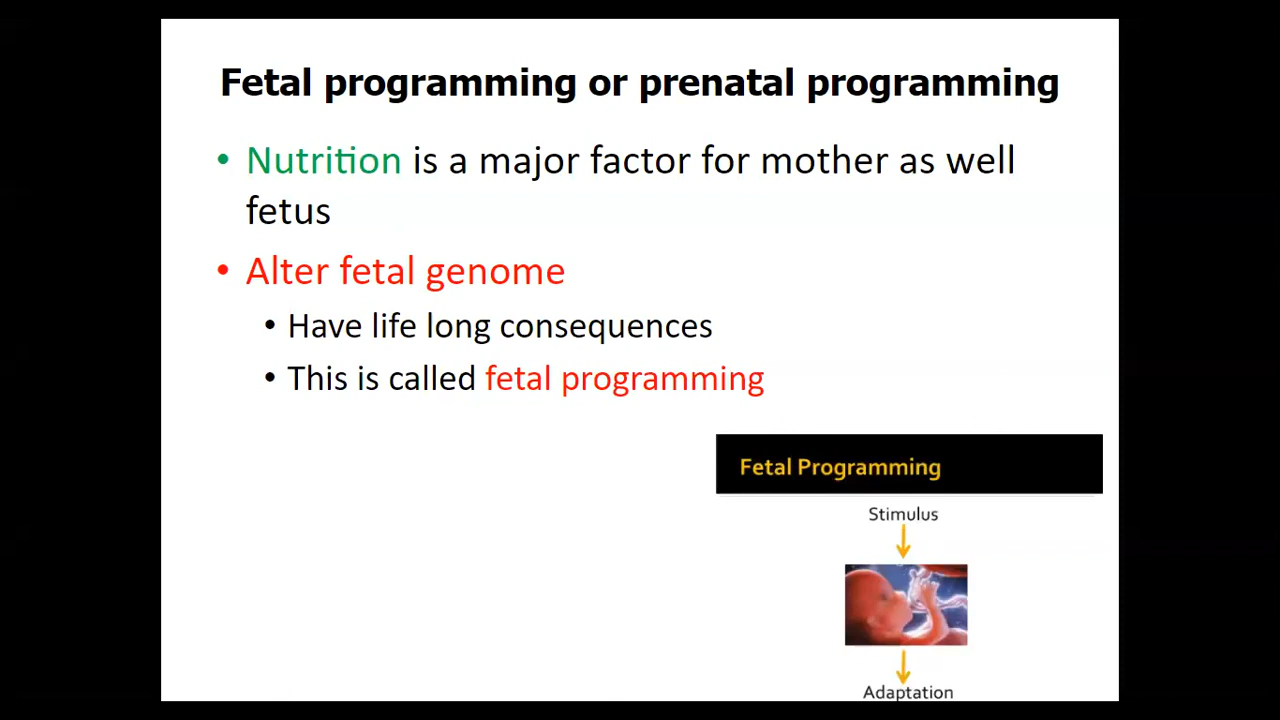 Fetal programming or prenatal programming
• Nutrition is a major factor for mother as well
fetus
• Alter fetal genome
• Have life long consequences
• This is called fetal programming
Fetal Programming
Stimulus
Adaptation